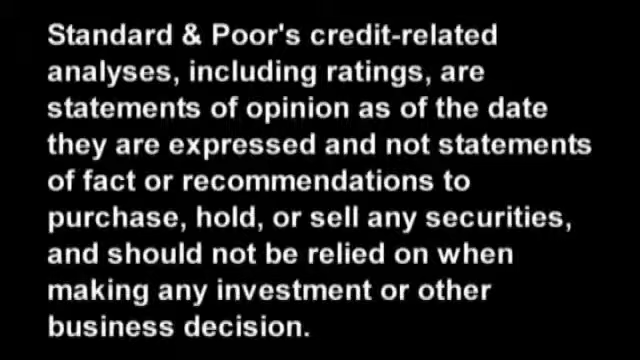 Standard & Poor's credit-related
analyses, including ratings, are
statements of opinion as of the date
they are expressed and not statements
of fact or recommendations to
purchase, hold, or sell any securities,
and should not be relied on when
making any investment or other
business decision.